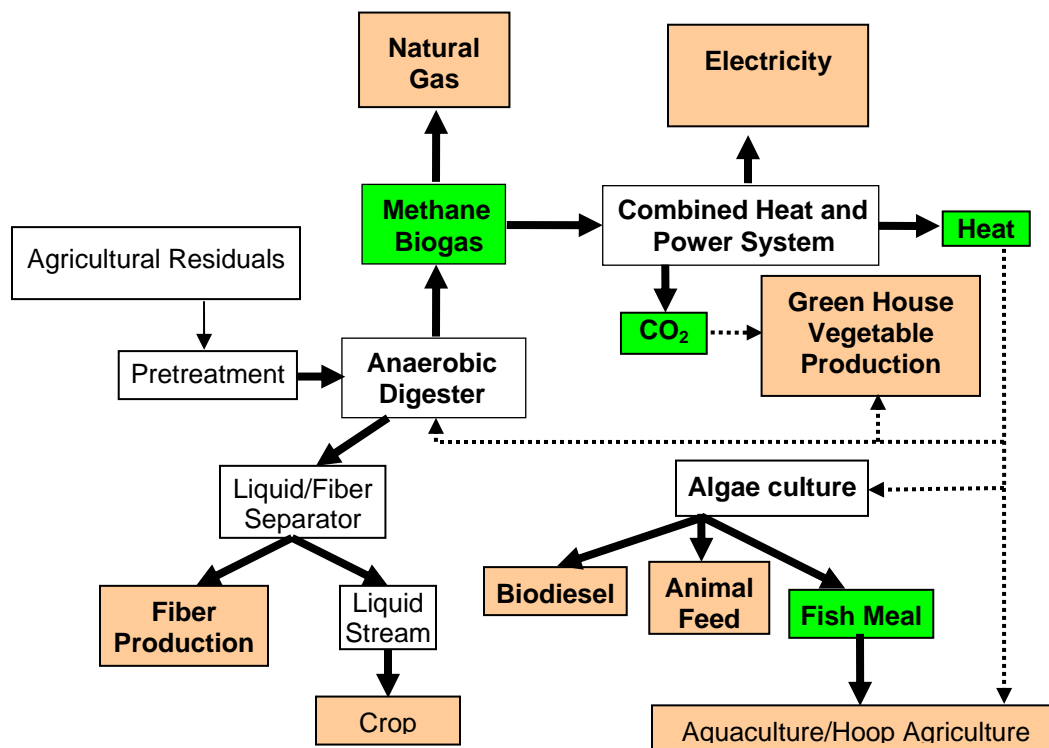 Natural
Gas
Electricity
Methane
Biogas
Combined Heat and
Power System
Heat
Agricultural Residuals
CO₂
Green House
Vegetable
Production
Pretreatment
Anaerobic
Digester
Liquid/Fiber
Separator
Algae culture
Fiber
Production
Liquid
Stream
Biodiesel
Animal
Feed
Fish Meal
Crop
Aquaculture/Hoop Agriculture